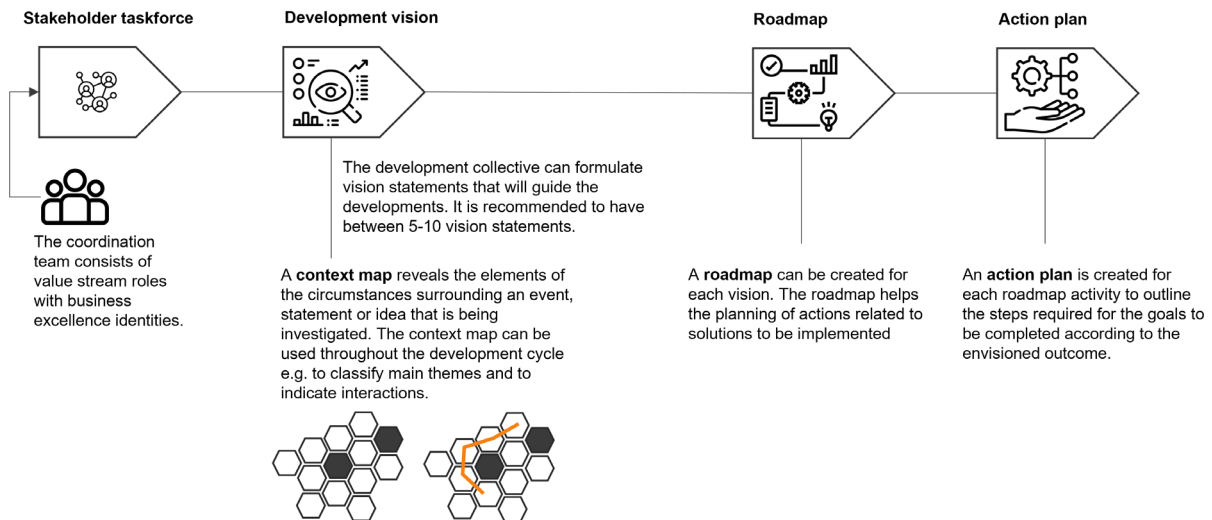 Stakeholder taskforce
Development vision
Roadmap
Action plan
The coordination
team consists of
value stream roles
with business
excellence identities.
The development collective can formulate
vision statements that will guide the
developments. It is recommended to have
between 5-10 vision statements.
A context map reveals the elements of
the circumstances surrounding an event,
statement or idea that is being
investigated. The context map can be
used throughout the development cycle
e.g. to classify main themes and to
indicate interactions.
A roadmap can be created for
each vision. The roadmap helps
the planning of actions related to
solutions to be implemented
An action plan is created for
each roadmap activity to outline
the steps required for the goals to
be completed according to the
envisioned outcome.